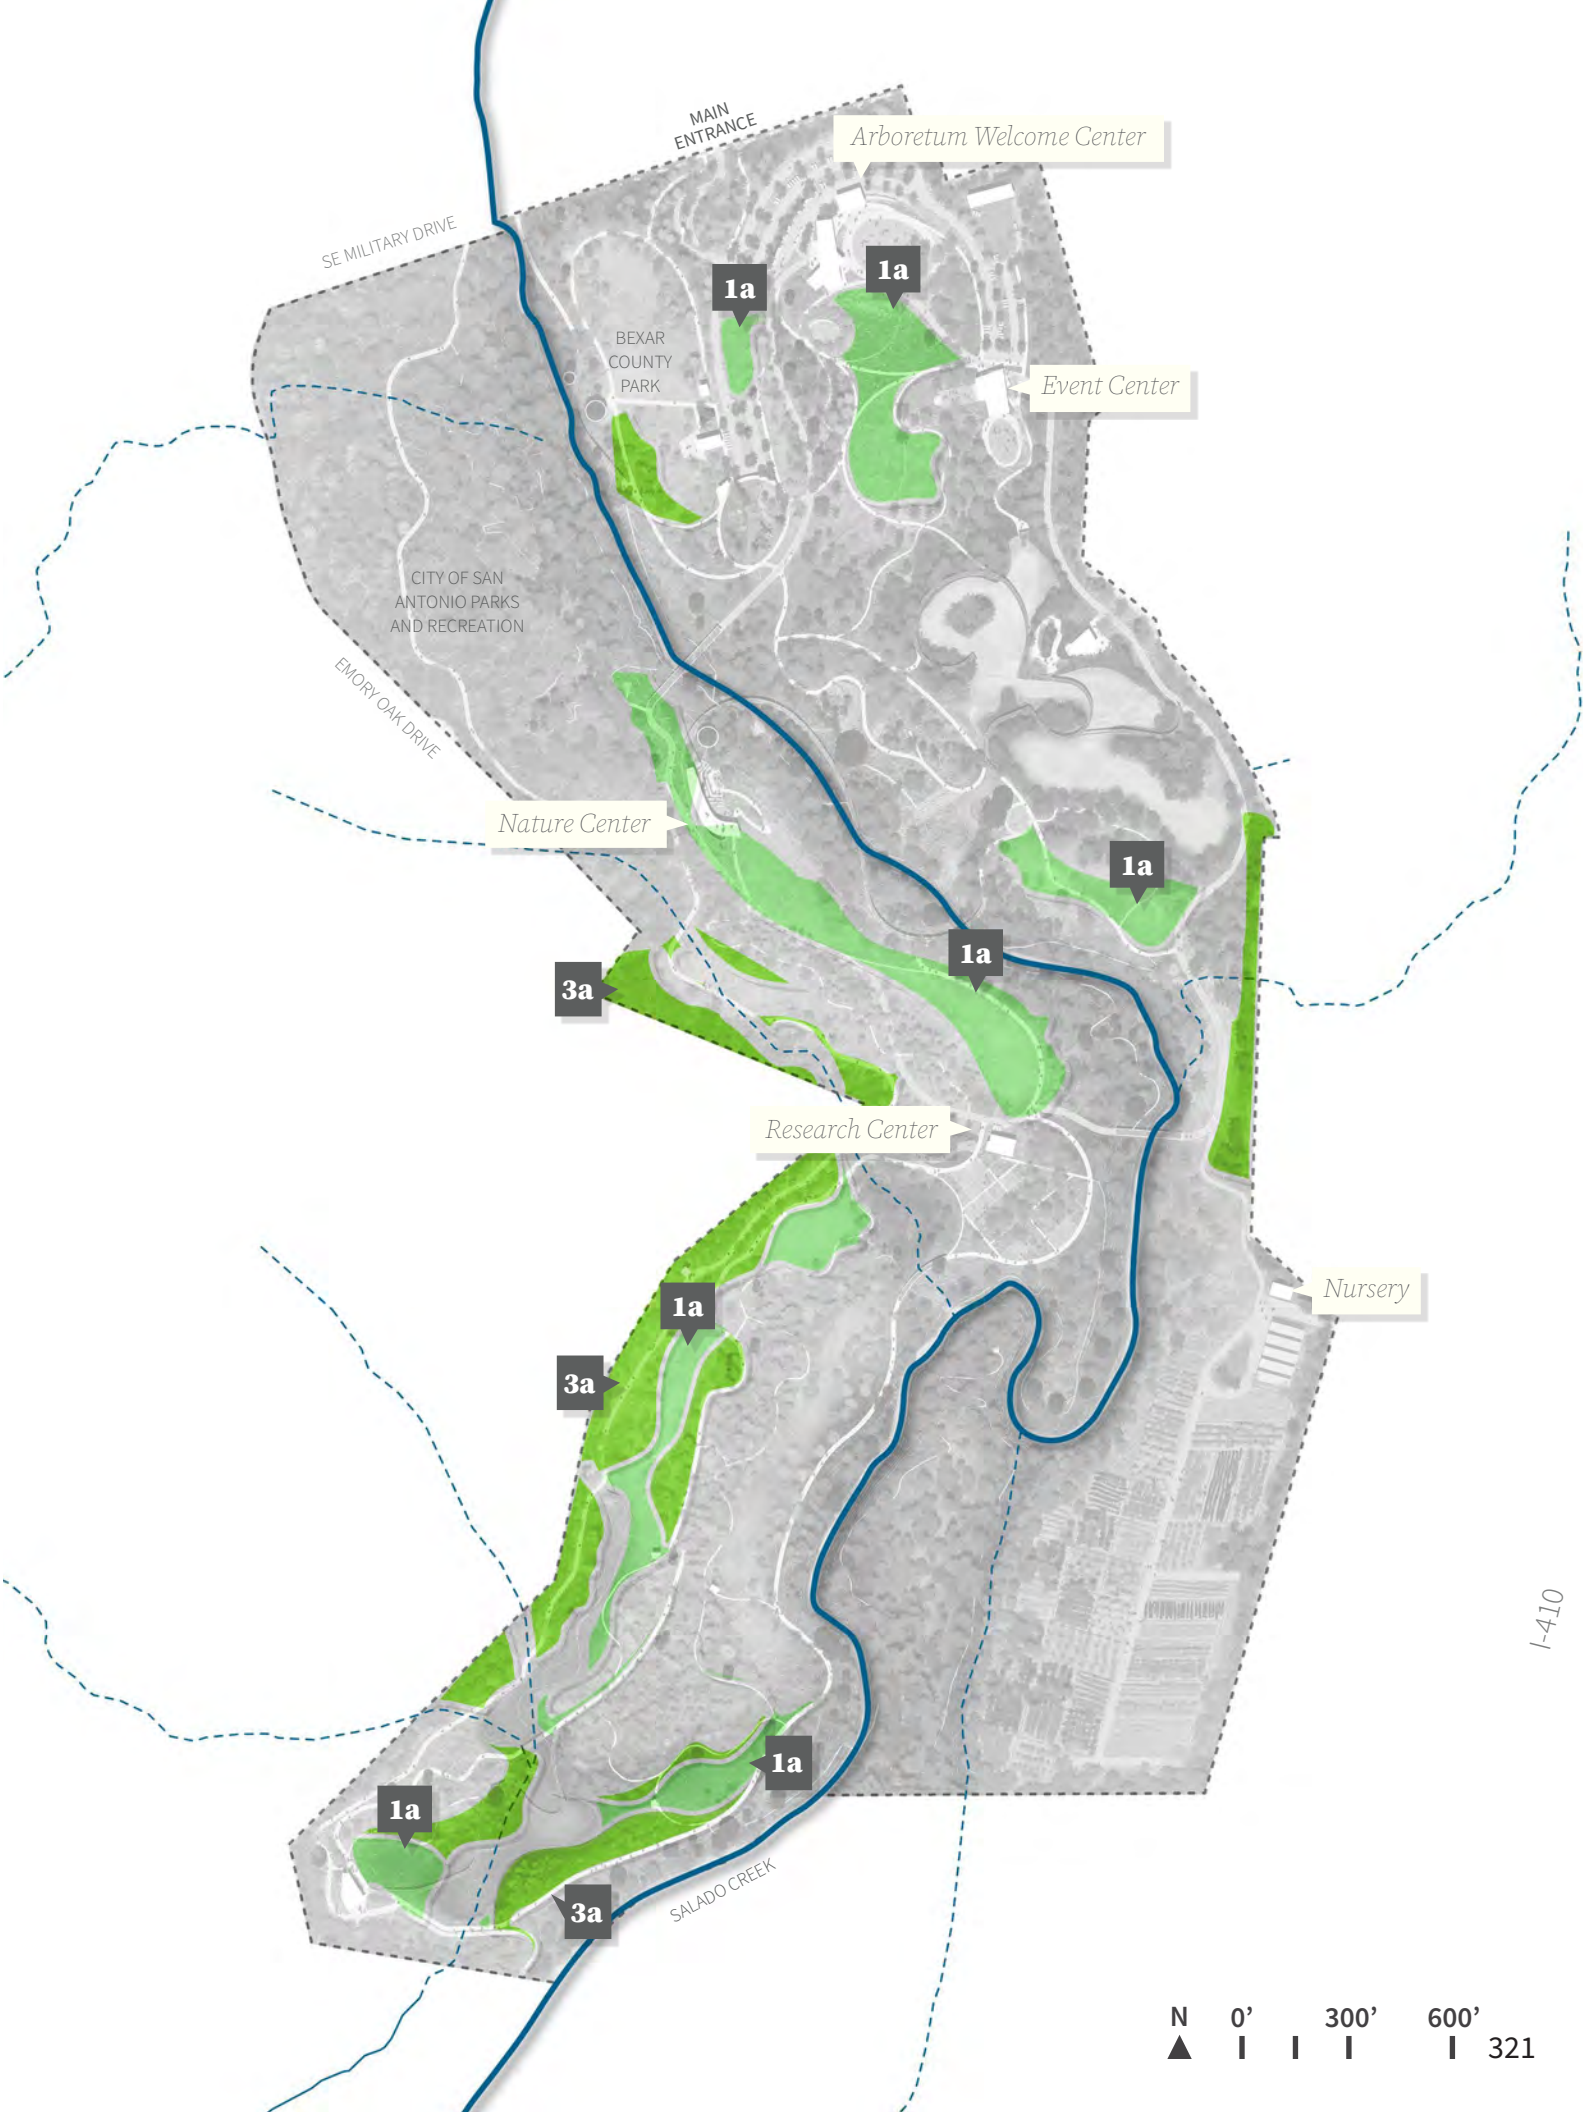 MAIN
ENTRANCE
Arboretum Welcome Center
SE MILITARY DRIVE
1a
1a
BEXAR
COUNTY
PARK
Event Center
CITY OF SAN
ANTONIO PARKS
AND RECREATION
EMORY OAK DRIVE
Nature Center
1a
1a
3a
Research Center
Nursery
1a
3a
I-410
1a
1a
3a
SALADO CREEK
N 0’ 300’ 600’
321